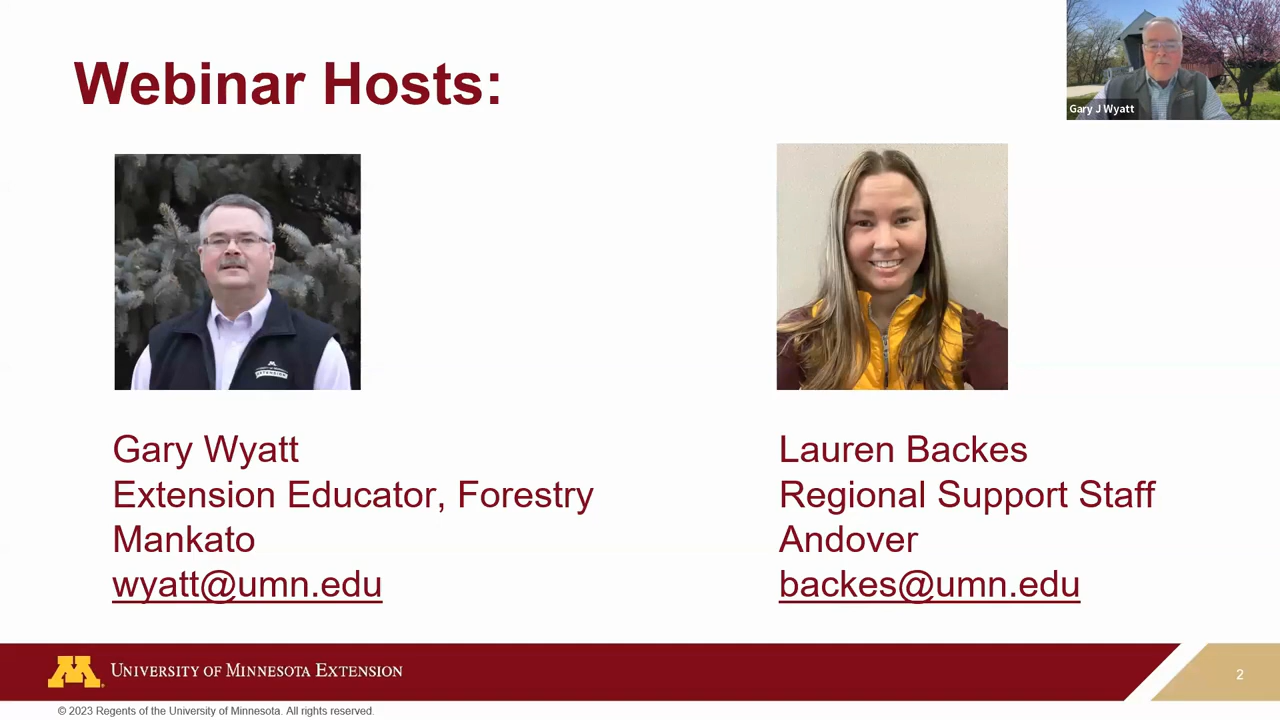 Webinar Hosts:
Gary J Wyatt
EXTENSION
Gary Wyatt
Extension Educator, Forestry
Mankato
wyatt@umn.edu
Lauren Backes
Regional Support Staff
Andover
backes@umn.edu
M
UNIVERSITY OF MINNESOTA EXTENSION
2
© 2023 Regents of the University of Minnesota. All rights reserved.